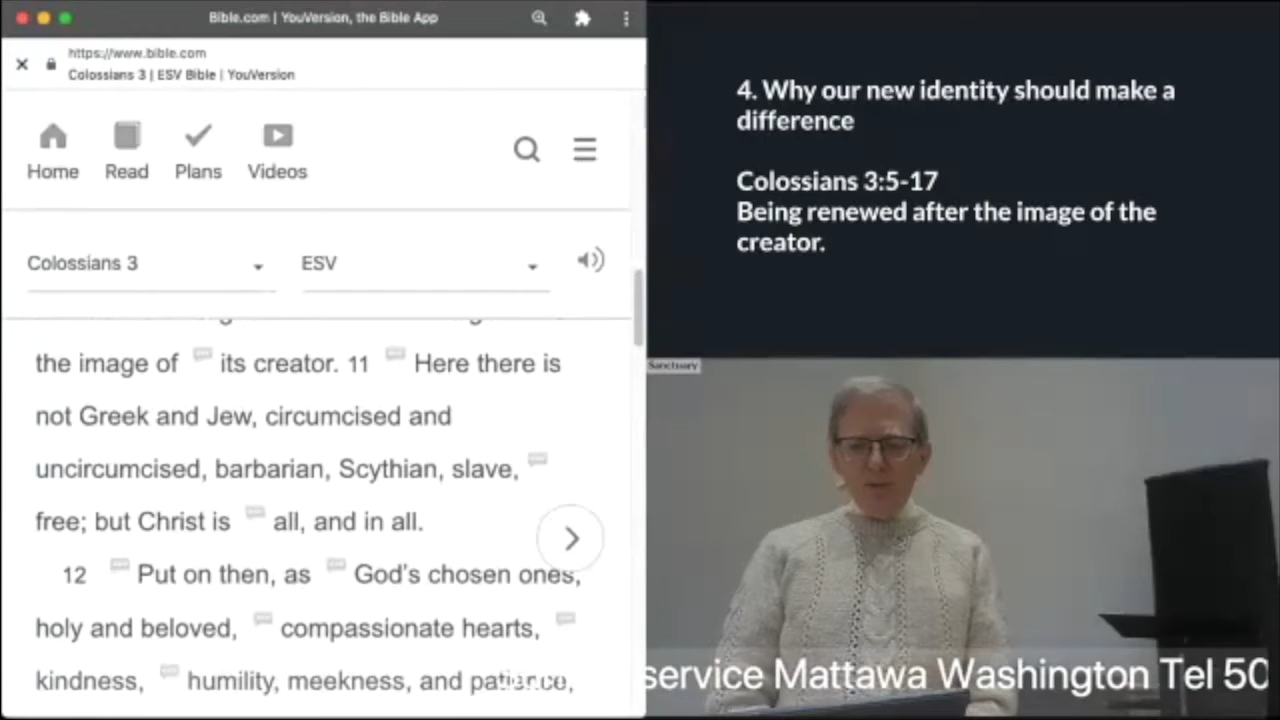 Bible.com | YouVersion, the Bible App
https://www.bible.com
Colossians 3 | ESV Bible | YouVersion
Home Read Plans Videos
Colossians 3 ESV
the image of its creator. 11 Here there is
not Greek and Jew, circumcised and
uncircumcised, barbarian, Scythian, slave,
free; but Christ is all, and in all.
12 Put on then, as God's chosen ones,
holy and beloved, compassionate hearts,
kindness, humility, meekness, and patience,
4. Why our new identity should make a
difference
Colossians 3:5-17
Being renewed after the image of the
creator.
Sanctuary
service Mattawa Washington Tel 50